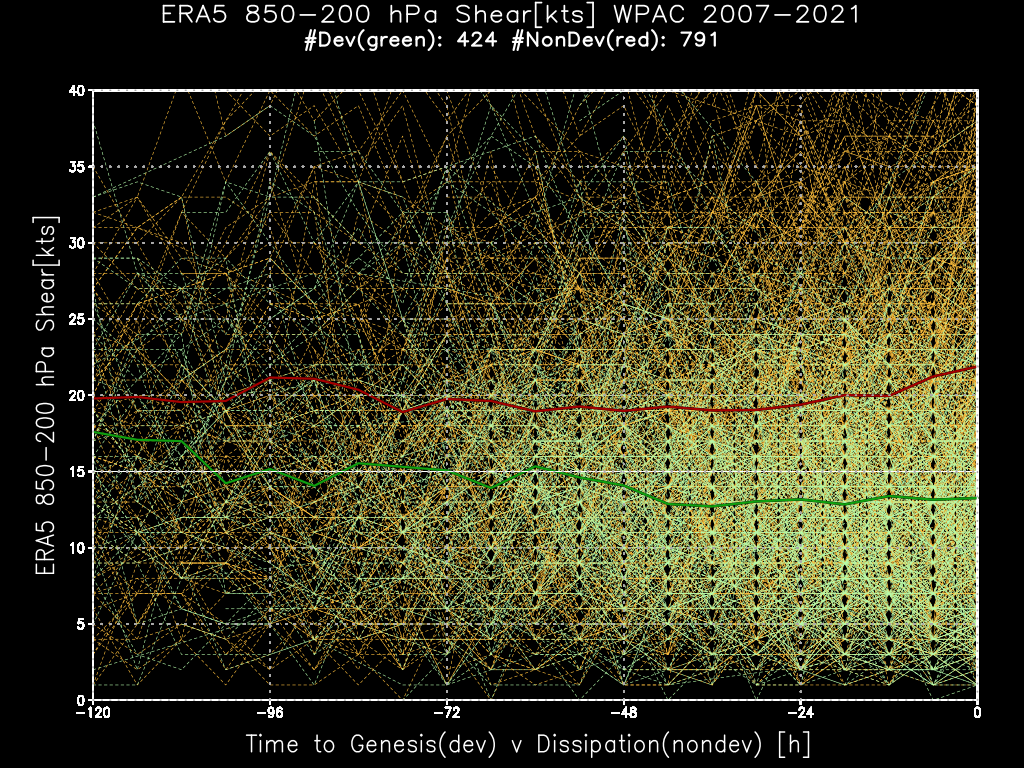 ERA5 850-200 hPa Shear[kts] WPAC 2007-2021
#Dev(green): 424 #NonDev(red): 791
40
35
30
25
20
15
10
5
0
ERA5 850-200 hPa Shear[kts]
-120 -96 -72 -48 -24 0
Time to Genesis(dev) v Dissipation(nondev) [h]